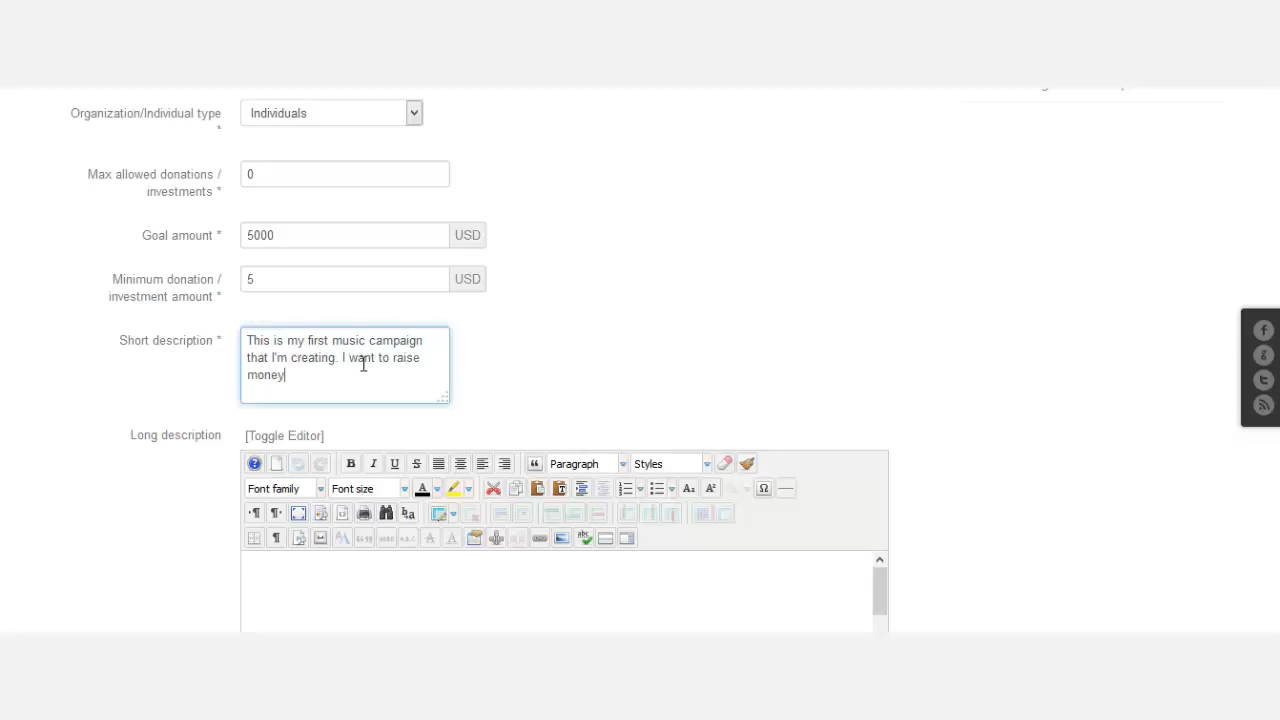 Organization/Individual type
*
Individuals
Max allowed donations /
investments *
0
Goal amount *
5000
USD
Minimum donation /
investment amount *
5
USD
Short description *
This is my first music campaign
that I'm creating. I want to raise
money
Long description
[Toggle Editor]
B I U S
Paragraph
Styles
Font family
Font size